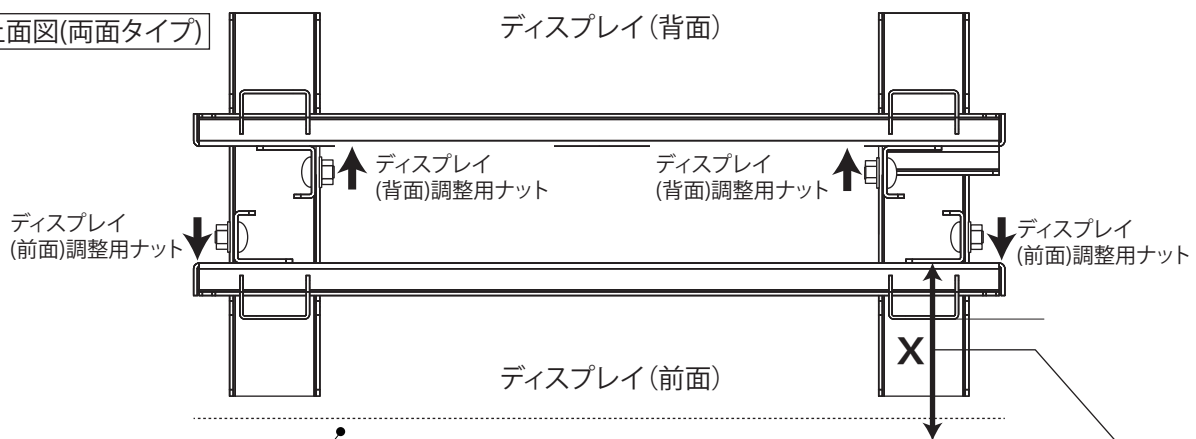 上面図(両面タイプ)
ディスプレイ(背面)
ディスプレイ
(背面)調整用ナット
ディスプレイ
(背面)調整用ナット
ディスプレイ
(前面)調整用ナット
ディスプレイ
(前面)調整用ナット
X
ディスプレイ(前面)